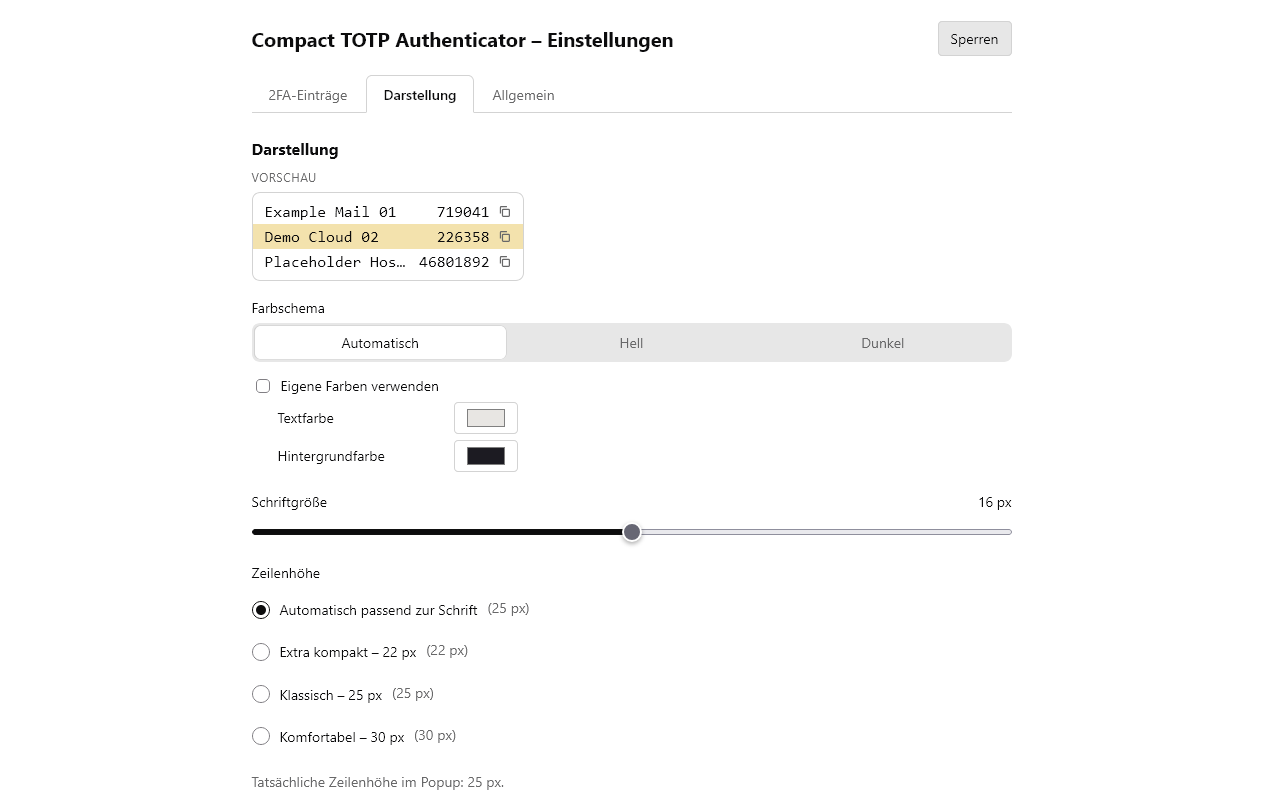 Compact TOTP Authenticator – Einstellungen
Sperren
2FA-Einträge
Darstellung
Allgemein
Darstellung
VORSCHAU
Example Mail 01 719041
Demo Cloud 02 226358
Placeholder Hos… 46801892
Farbschema
Automatisch
Hell
Dunkel
Eigene Farben verwenden
Textfarbe
Hintergrundfarbe
Schriftgröße
16 px
Zeilenhöhe
Automatisch passend zur Schrift (25 px)
Extra kompakt – 22 px (22 px)
Klassisch – 25 px (25 px)
Komfortabel – 30 px (30 px)
Tatsächliche Zeilenhöhe im Popup: 25 px.